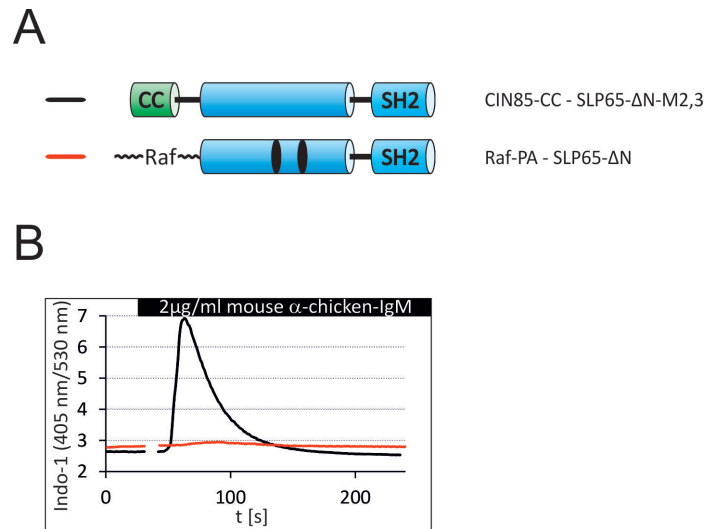 A
CC SH2 CIN85-CC - SLP65-ΔN-M2,3
Raf SH2 Raf-PA - SLP65-ΔN
B
2µg/ml mouse α-chicken-IgM
Indo-1 (405 nm/530 nm)
7
6
5
4
3
2
0 100 200
t [s]